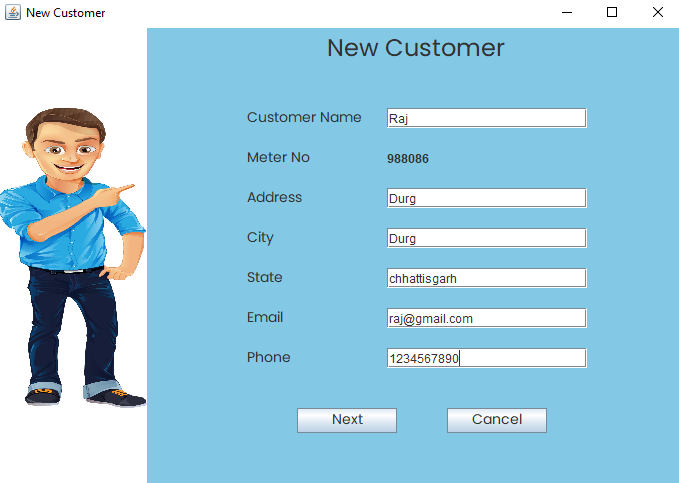 New Customer
New Customer
Customer Name Raj
Meter No 988086
Address Durg
City Durg
State chhattisgarh
Email raj@gmail.com
Phone 1234567890
Next Cancel